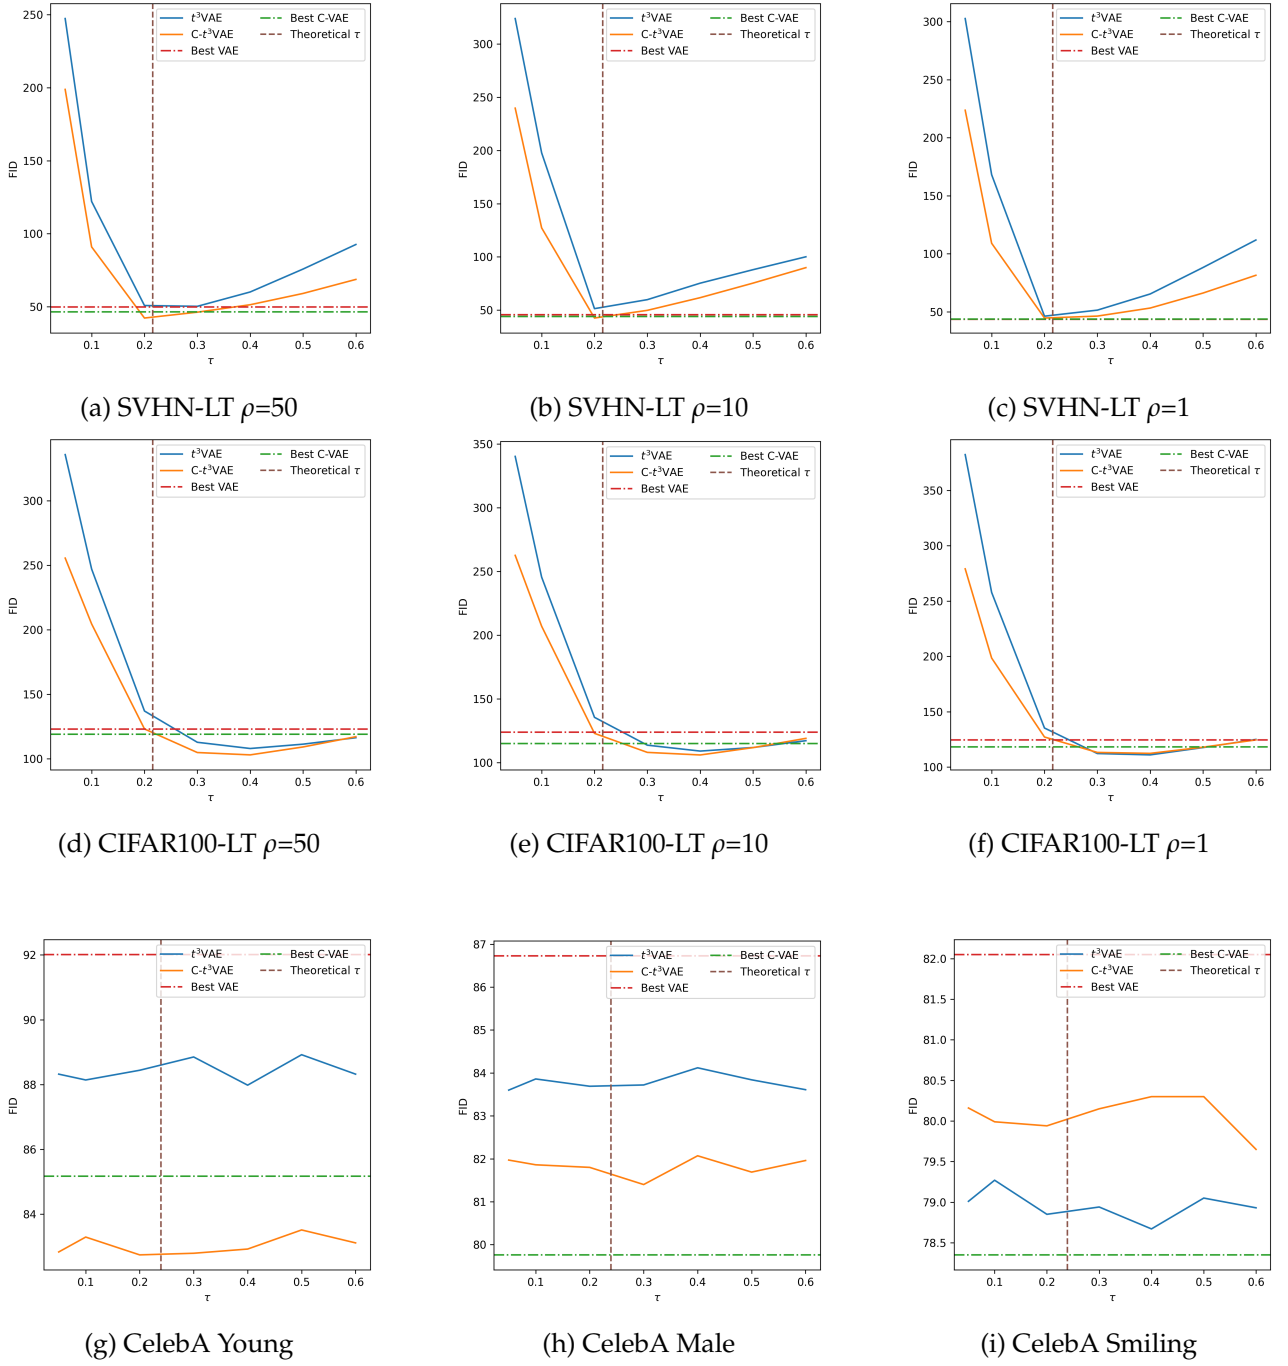 250
200
150
100
50
FID
t³VAE
C-t³VAE
Best VAE
Best C-VAE
Theoretical τ
0.1 0.2 0.3 0.4 0.5 0.6
τ
(a) SVHN-LT ρ=50
300
250
200
150
100
50
FID
t³VAE
C-t³VAE
Best VAE
Best C-VAE
Theoretical τ
0.1 0.2 0.3 0.4 0.5 0.6
τ
(b) SVHN-LT ρ=10
300
250
200
150
100
50
FID
t³VAE
C-t³VAE
Best VAE
Best C-VAE
Theoretical τ
0.1 0.2 0.3 0.4 0.5 0.6
τ
(c) SVHN-LT ρ=1
300
250
200
150
100
FID
t³VAE
C-t³VAE
Best VAE
Best C-VAE
Theoretical τ
0.1 0.2 0.3 0.4 0.5 0.6
τ
(d) CIFAR100-LT ρ=50
350
300
250
200
150
100
FID
t³VAE
C-t³VAE
Best VAE
Best C-VAE
Theoretical τ
0.1 0.2 0.3 0.4 0.5 0.6
τ
(e) CIFAR100-LT ρ=10
350
300
250
200
150
100
FID
t³VAE
C-t³VAE
Best VAE
Best C-VAE
Theoretical τ
0.1 0.2 0.3 0.4 0.5 0.6
τ
(f) CIFAR100-LT ρ=1
92
90
88
86
84
FID
t³VAE
C-t³VAE
Best VAE
Best C-VAE
Theoretical τ
0.1 0.2 0.3 0.4 0.5 0.6
τ
(g) CelebA Young
87
86
85
84
83
82
81
80
FID
t³VAE
C-t³VAE
Best VAE
Best C-VAE
Theoretical τ
0.1 0.2 0.3 0.4 0.5 0.6
τ
(h) CelebA Male
82.0
81.5
81.0
80.5
80.0
79.5
79.0
78.5
FID
t³VAE
C-t³VAE
Best VAE
Best C-VAE
Theoretical τ
0.1 0.2 0.3 0.4 0.5 0.6
τ
(i) CelebA Smiling